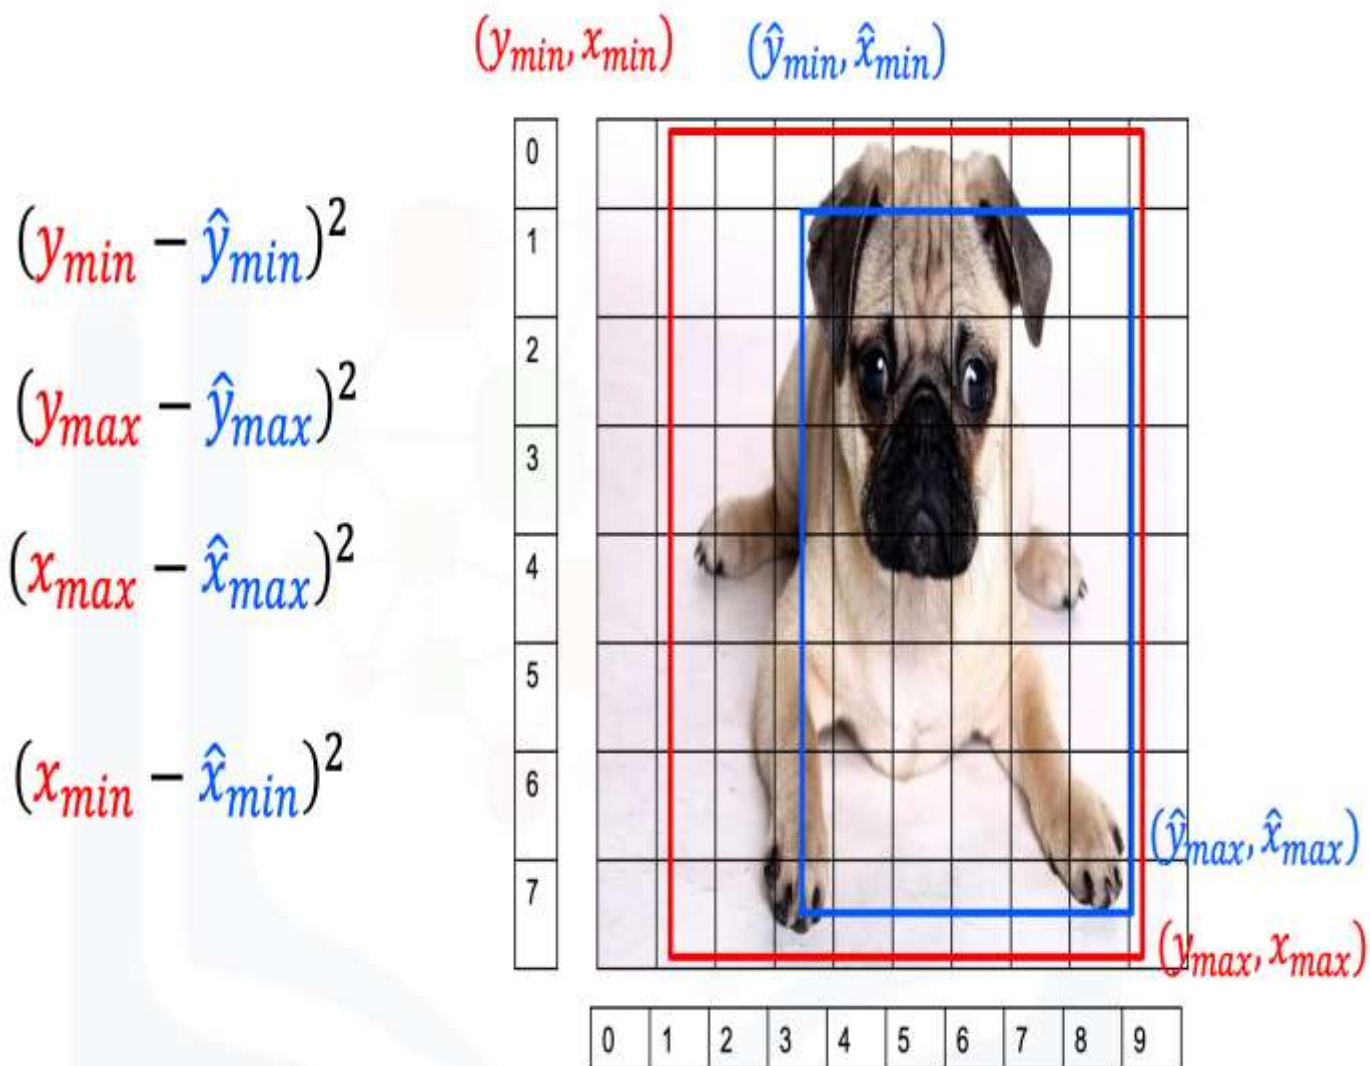 (y_min, x_min) (ŷ_min, x̂_min)
(y_min − ŷ_min)²
(y_max − ŷ_max)²
(x_max − x̂_max)²
(x_min − x̂_min)²
0
1
2
3
4
5
6
7
(ŷ_max, x̂_max)
(y_max, x_max)
0 1 2 3 4 5 6 7 8 9